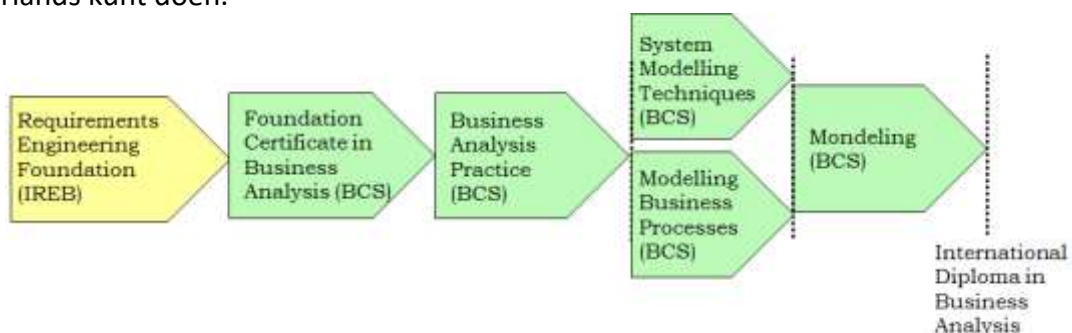 Hands kunt doen.
Requirements
Engineering
Foundation
(IREB)
Foundation
Certificate in
Business
Analysis (BCS)
Business
Analysis
Practice
(BCS)
System
Modelling
Techniques
(BCS)
Modelling
Business
Processes
(BCS)
Mondeling
(BCS)
International
Diploma in
Business
Analysis